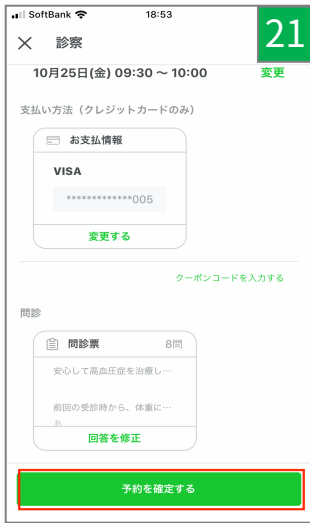 SoftBank 18:53
21
診察
10月25日(金) 09:30 ～ 10:00 変更
支払い方法（クレジットカードのみ）
お支払情報
VISA
*************005
変更する
クーポンコードを入力する
問診
問診票 8問
安心して高血圧症を治療し…
前回の受診時から、体重に…
あ
回答を修正
予約を確定する